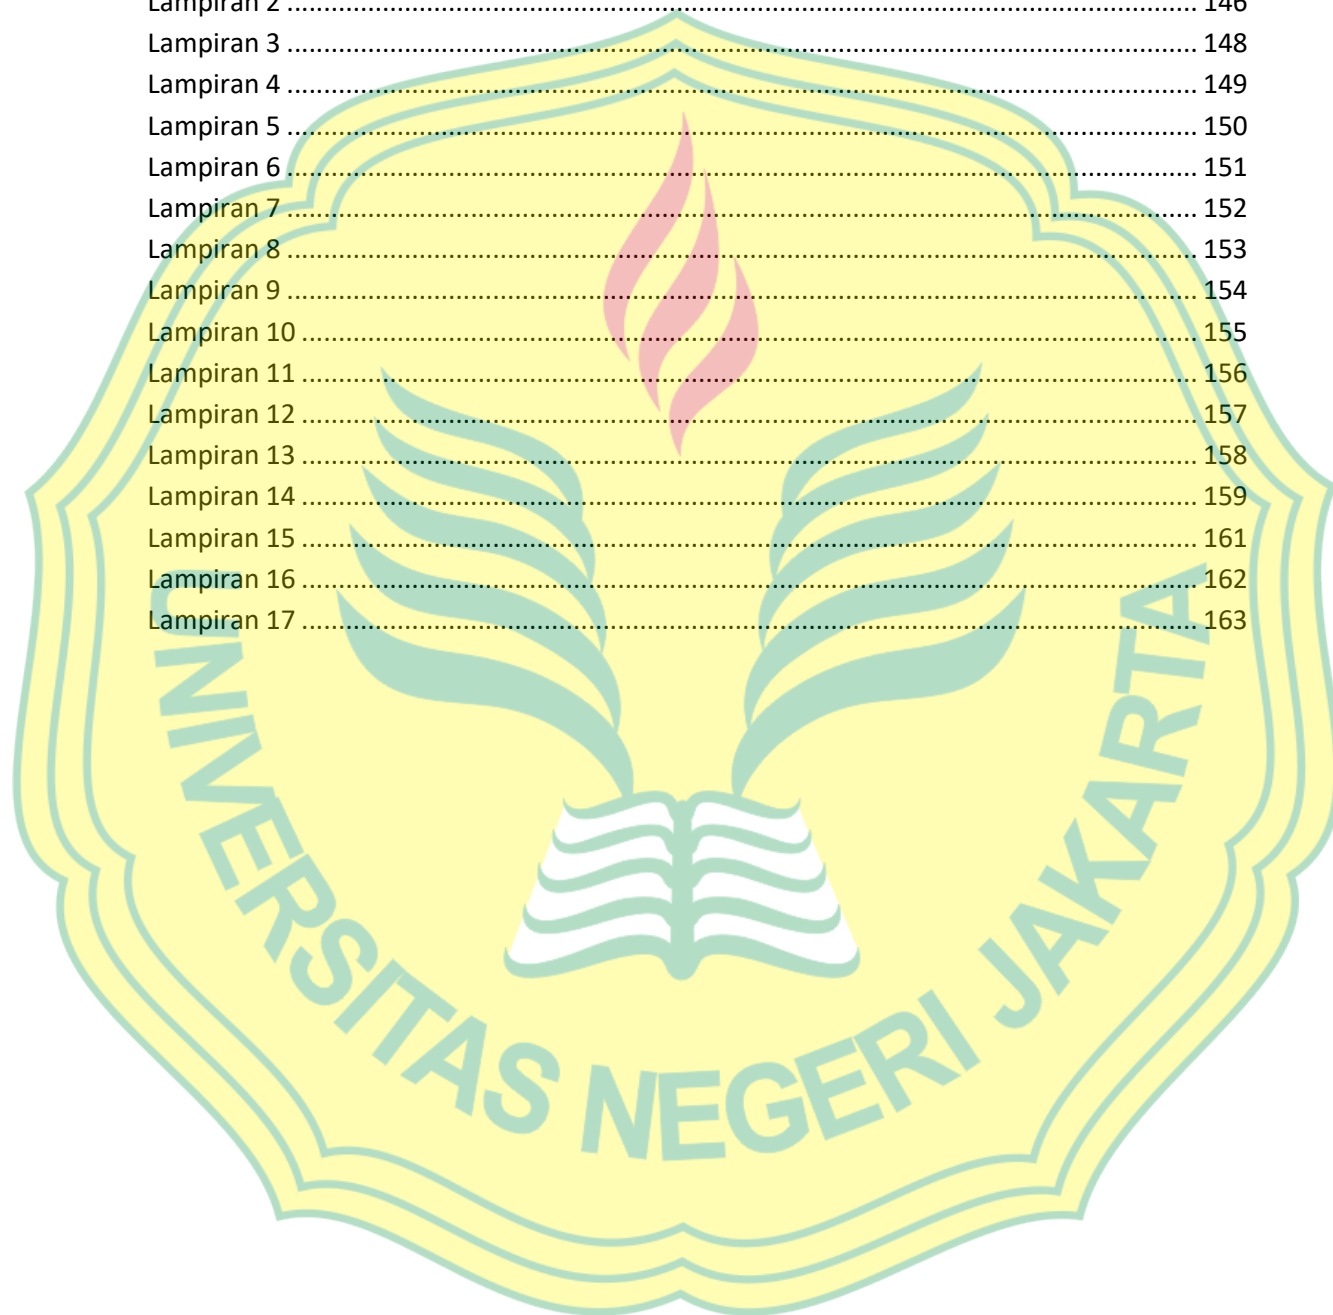 Lampiran 2 ........................................................................................................................... 146
Lampiran 3 ........................................................................................................................... 148
Lampiran 4 ........................................................................................................................... 149
Lampiran 5 ........................................................................................................................... 150
Lampiran 6 ........................................................................................................................... 151
Lampiran 7 ........................................................................................................................... 152
Lampiran 8 ........................................................................................................................... 153
Lampiran 9 ........................................................................................................................... 154
Lampiran 10 ......................................................................................................................... 155
Lampiran 11 ......................................................................................................................... 156
Lampiran 12 ......................................................................................................................... 157
Lampiran 13 ......................................................................................................................... 158
Lampiran 14 ......................................................................................................................... 159
Lampiran 15 ......................................................................................................................... 161
Lampiran 16 ......................................................................................................................... 162
Lampiran 17 ......................................................................................................................... 163
UNIVERSITAS NEGERI JAKARTA